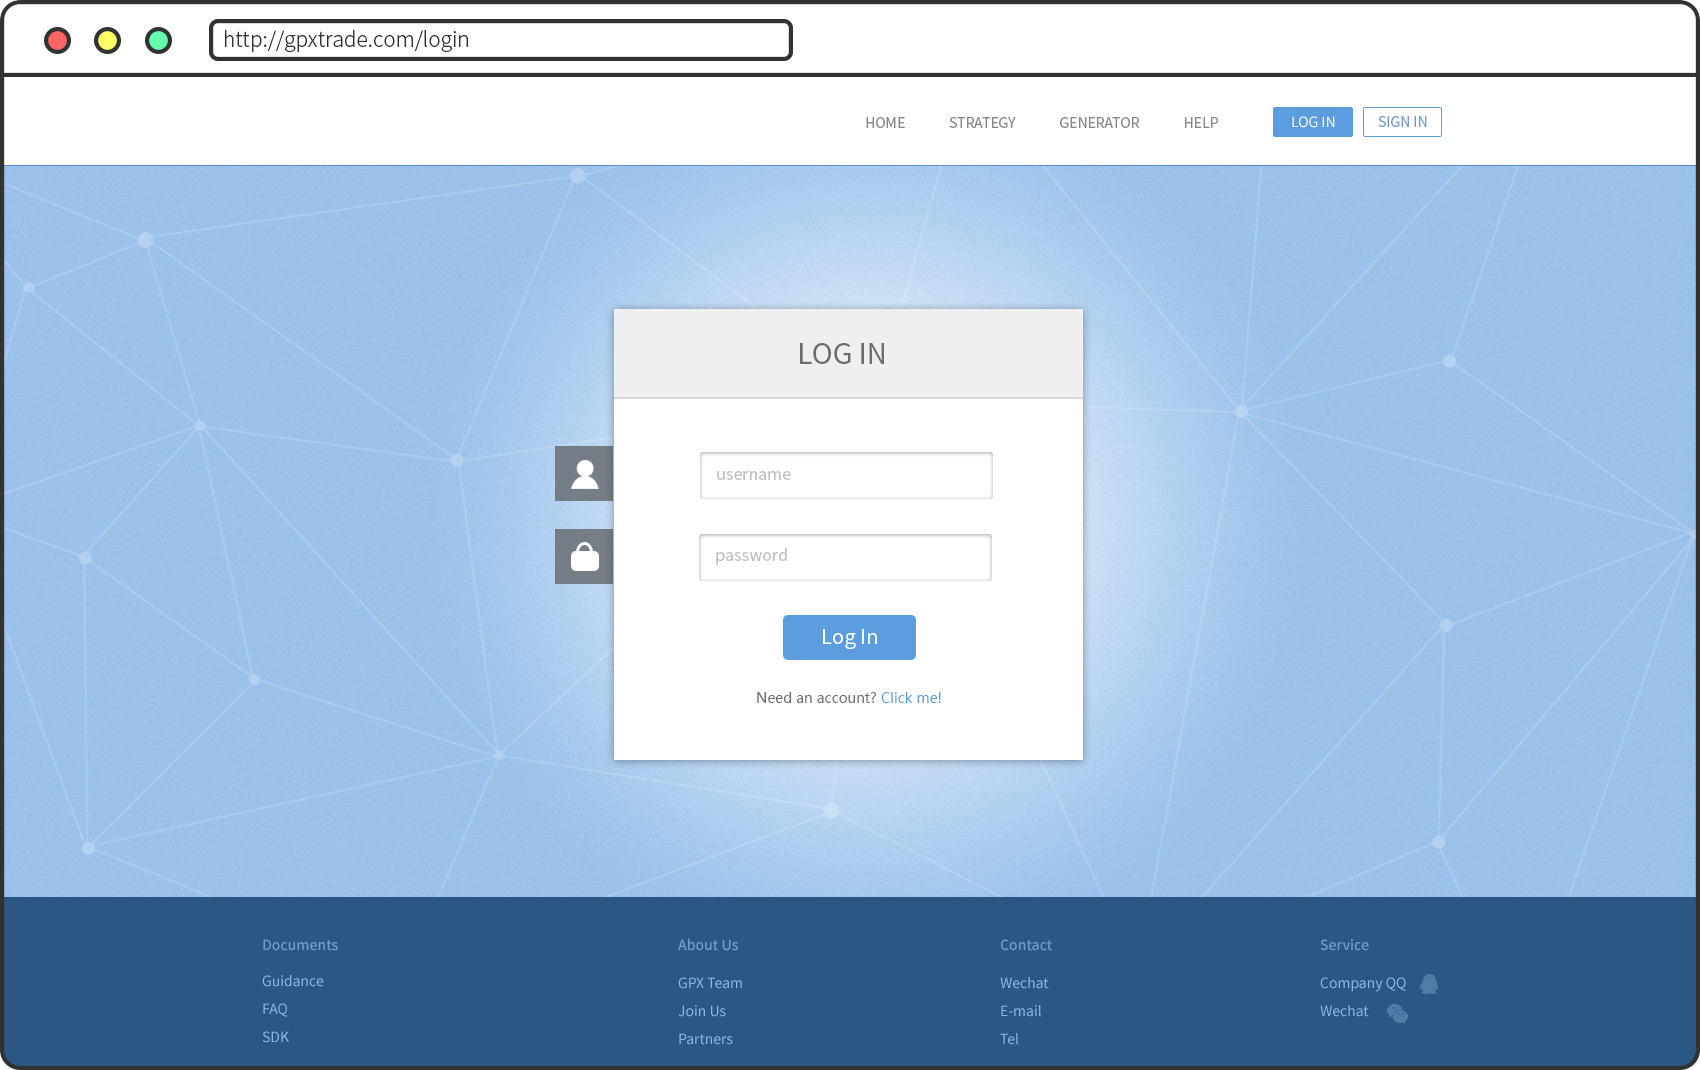 http://gpxtrade.com/login
HOME STRATEGY GENERATOR HELP LOG IN SIGN IN
LOG IN
username
password
Log In
Need an account? Click me!
Documents
Guidance
FAQ
SDK
About Us
GPX Team
Join Us
Partners
Contact
Wechat
E-mail
Tel
Service
Company QQ
Wechat